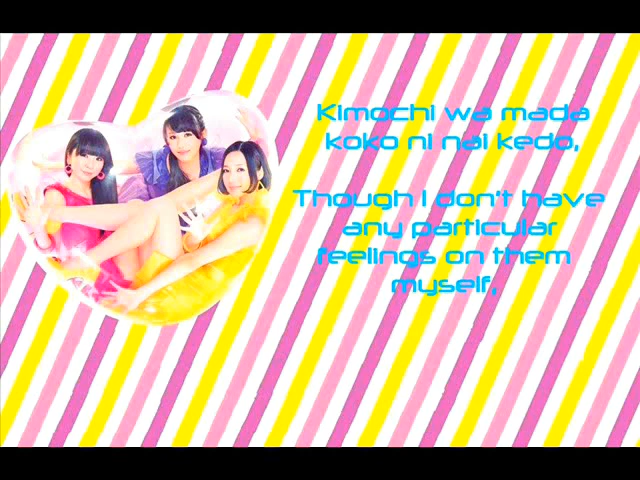 Kimochi wa mada
koko ni nai kedo,
Though I don't have
any particular
feelings on them
myself,